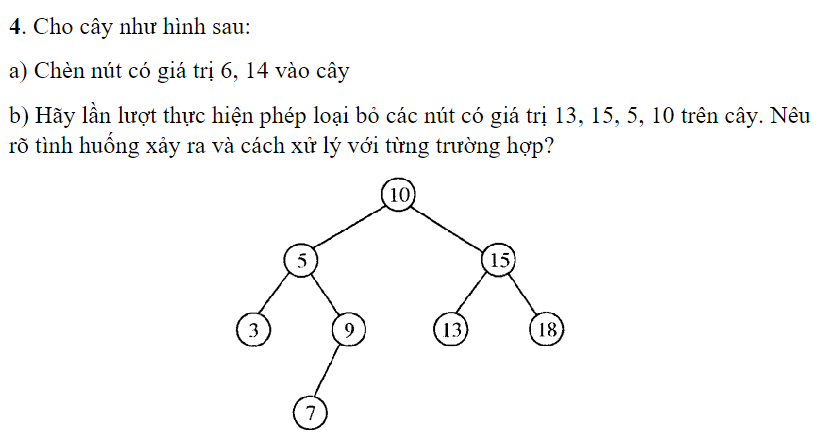 4. Cho cây như hình sau:
a) Chèn nút có giá trị 6, 14 vào cây
b) Hãy lần lượt thực hiện phép loại bỏ các nút có giá trị 13, 15, 5, 10 trên cây. Nêu
rõ tình huống xảy ra và cách xử lý với từng trường hợp?
10
5 15
3 9 13 18
7